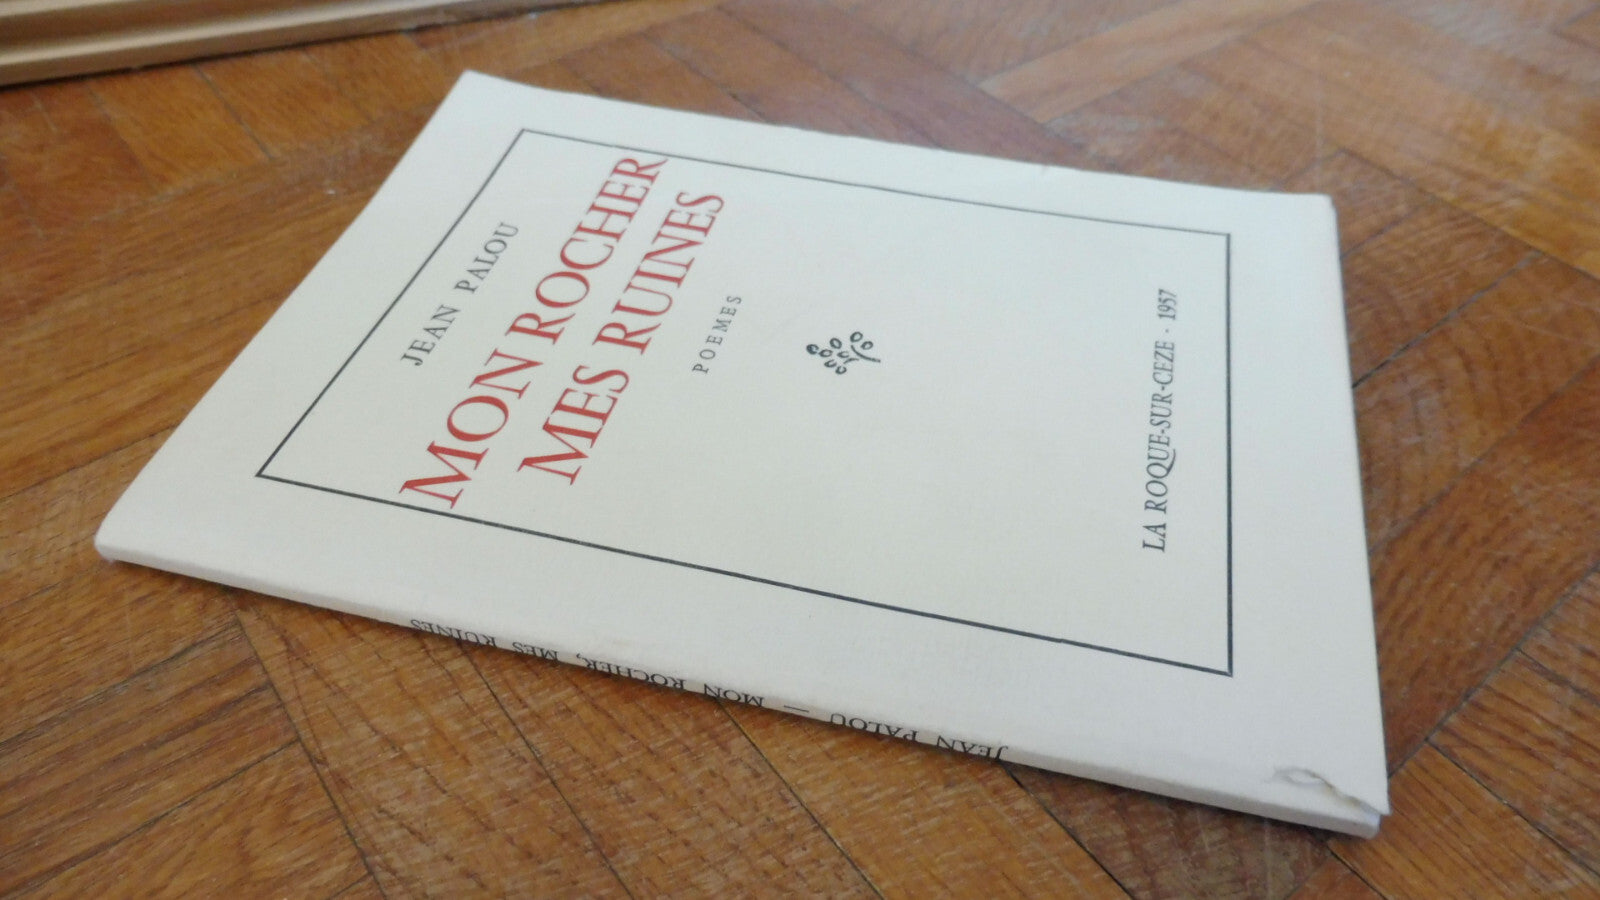 JEAN PALOU
MON ROCHER
MES RUINES
POEMES
LA ROQUE-SUR-CEZE · 1957
JEAN PALOU — MON ROCHER, MES RUINES